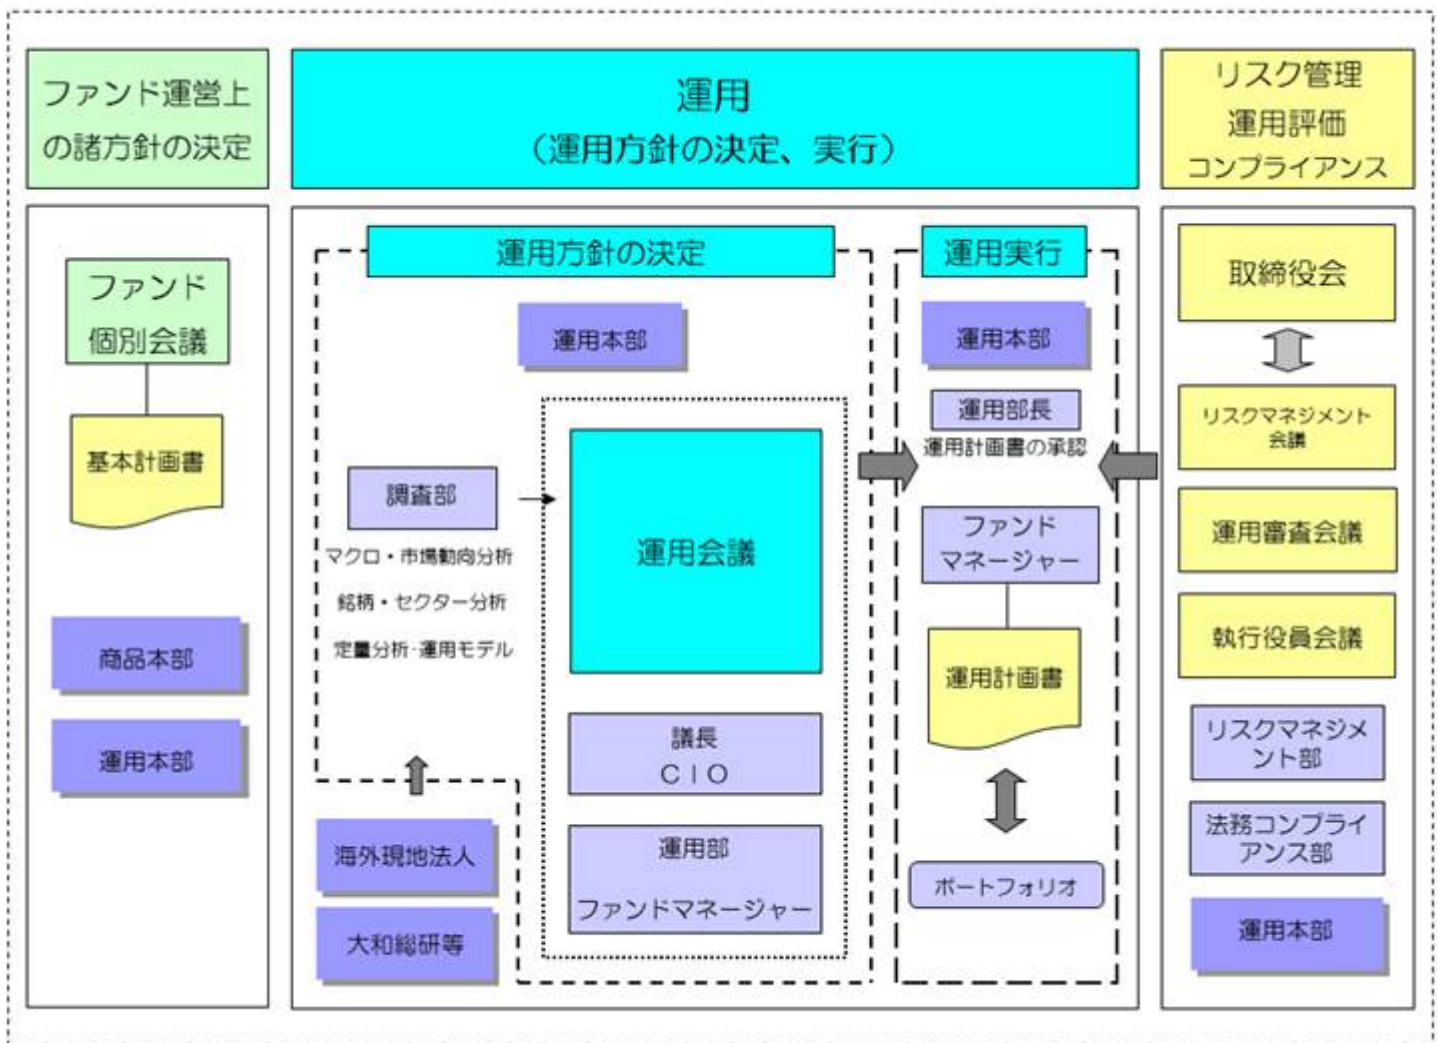 ファンド運営上
の諸方針の決定
運用
（運用方針の決定、実行）
リスク管理
運用評価
コンプライアンス
ファンド
個別会議
基本計画書
商品本部
運用本部
運用方針の決定
運用本部
調査部
マクロ・市場動向分析
銘柄・セクター分析
定量分析・運用モデル
運用会議
議長
ＣＩＯ
運用部
ファンドマネージャー
海外現地法人
大和総研等
運用実行
運用本部
運用部長
運用計画書の承認
ファンド
マネージャー
運用計画書
ポートフォリオ
取締役会
リスクマネジメント
会議
運用審査会議
執行役員会議
リスクマネジメ
ント部
法務コンプライ
アンス部
運用本部